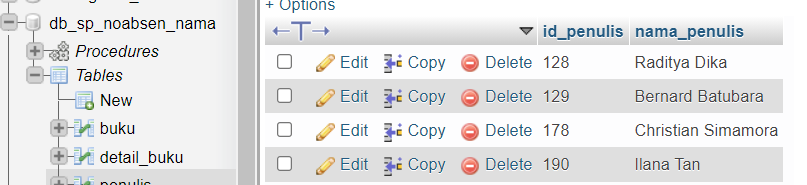 + Options
db_sp_noabsen_nama
Procedures
Tables
New
buku
detail_buku
penulis
id_penulis nama_penulis
Edit Copy Delete 128 Raditya Dika
Edit Copy Delete 129 Bernard Batubara
Edit Copy Delete 178 Christian Simamora
Edit Copy Delete 190 Ilana Tan